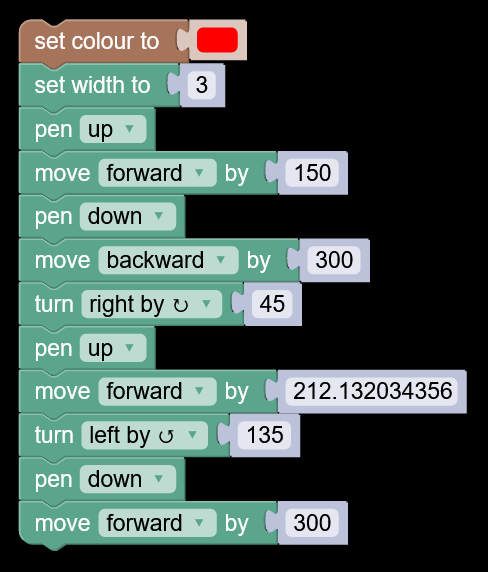 set colour to
set width to 3
pen up ▼
move forward ▼ by 150
pen down ▼
move backward ▼ by 300
turn right by ↻ ▼ 45
pen up ▼
move forward ▼ by 212.132034356
turn left by ↺ ▼ 135
pen down ▼
move forward ▼ by 300